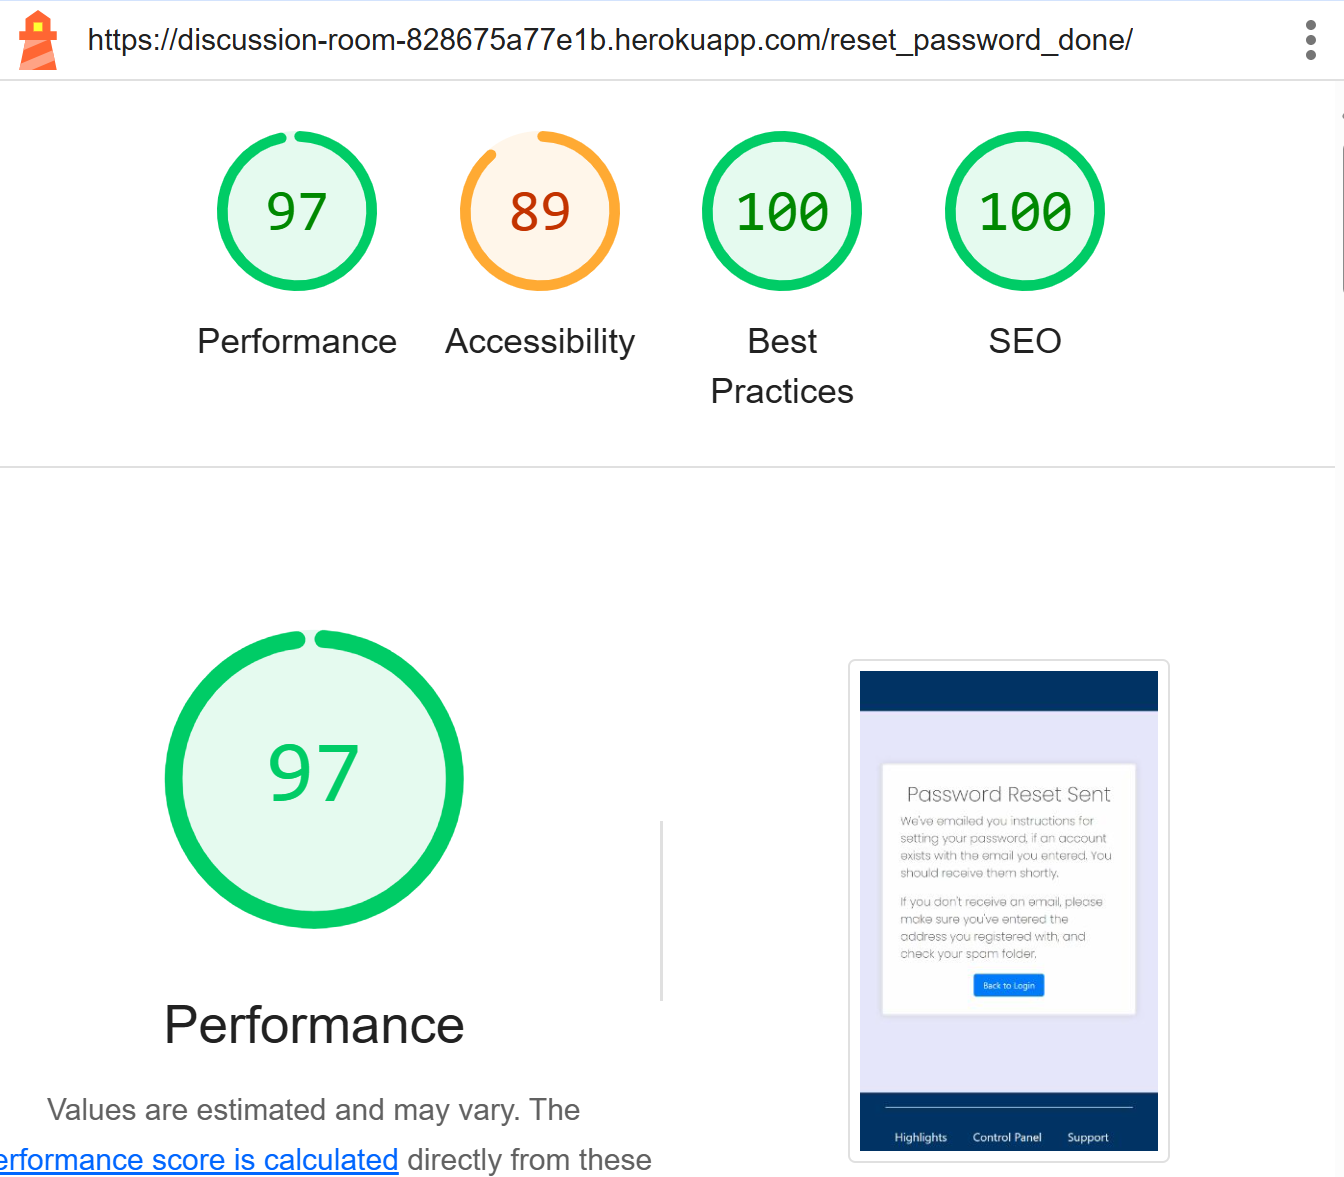 https://discussion-room-828675a77e1b.herokuapp.com/reset_password_done/
97
89
100
100
Performance
Accessibility
Best
Practices
SEO
97
Performance
Values are estimated and may vary. The
erformance score is calculated directly from these
Password Reset Sent
We've emailed you instructions for
setting your password, if an account
exists with the email you entered. You
should receive them shortly.
If you don't receive an email, please
make sure you've entered the
address you registered with, and
check your spam folder.
Back to Login
Highlights
Control Panel
Support